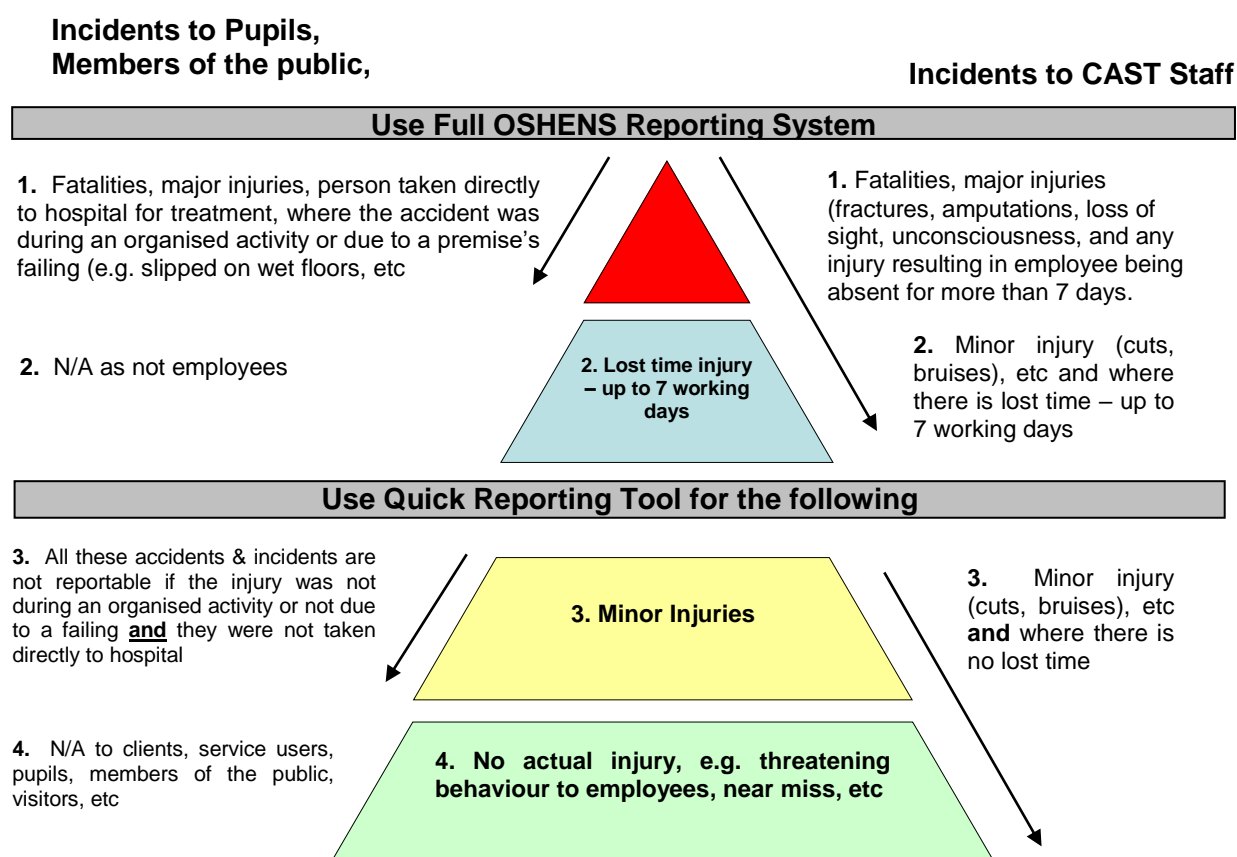 Incidents to Pupils,
Members of the public,
Incidents to CAST Staff
Use Full OSHENS Reporting System
1. Fatalities, major injuries, person taken directly
to hospital for treatment, where the accident was
during an organised activity or due to a premise's
failing (e.g. slipped on wet floors, etc
1. Fatalities, major injuries
(fractures, amputations, loss of
sight, unconsciousness, and any
injury resulting in employee being
absent for more than 7 days.
2. N/A as not employees
2. Lost time injury
– up to 7 working
days
2. Minor injury (cuts,
bruises), etc and where
there is lost time – up to
7 working days
Use Quick Reporting Tool for the following
3. All these accidents & incidents are
not reportable if the injury was not
during an organised activity or not due
to a failing and they were not taken
directly to hospital
3. Minor Injuries
3. Minor injury
(cuts, bruises), etc
and where there is
no lost time
4. N/A to clients, service users,
pupils, members of the public,
visitors, etc
4. No actual injury, e.g. threatening
behaviour to employees, near miss, etc